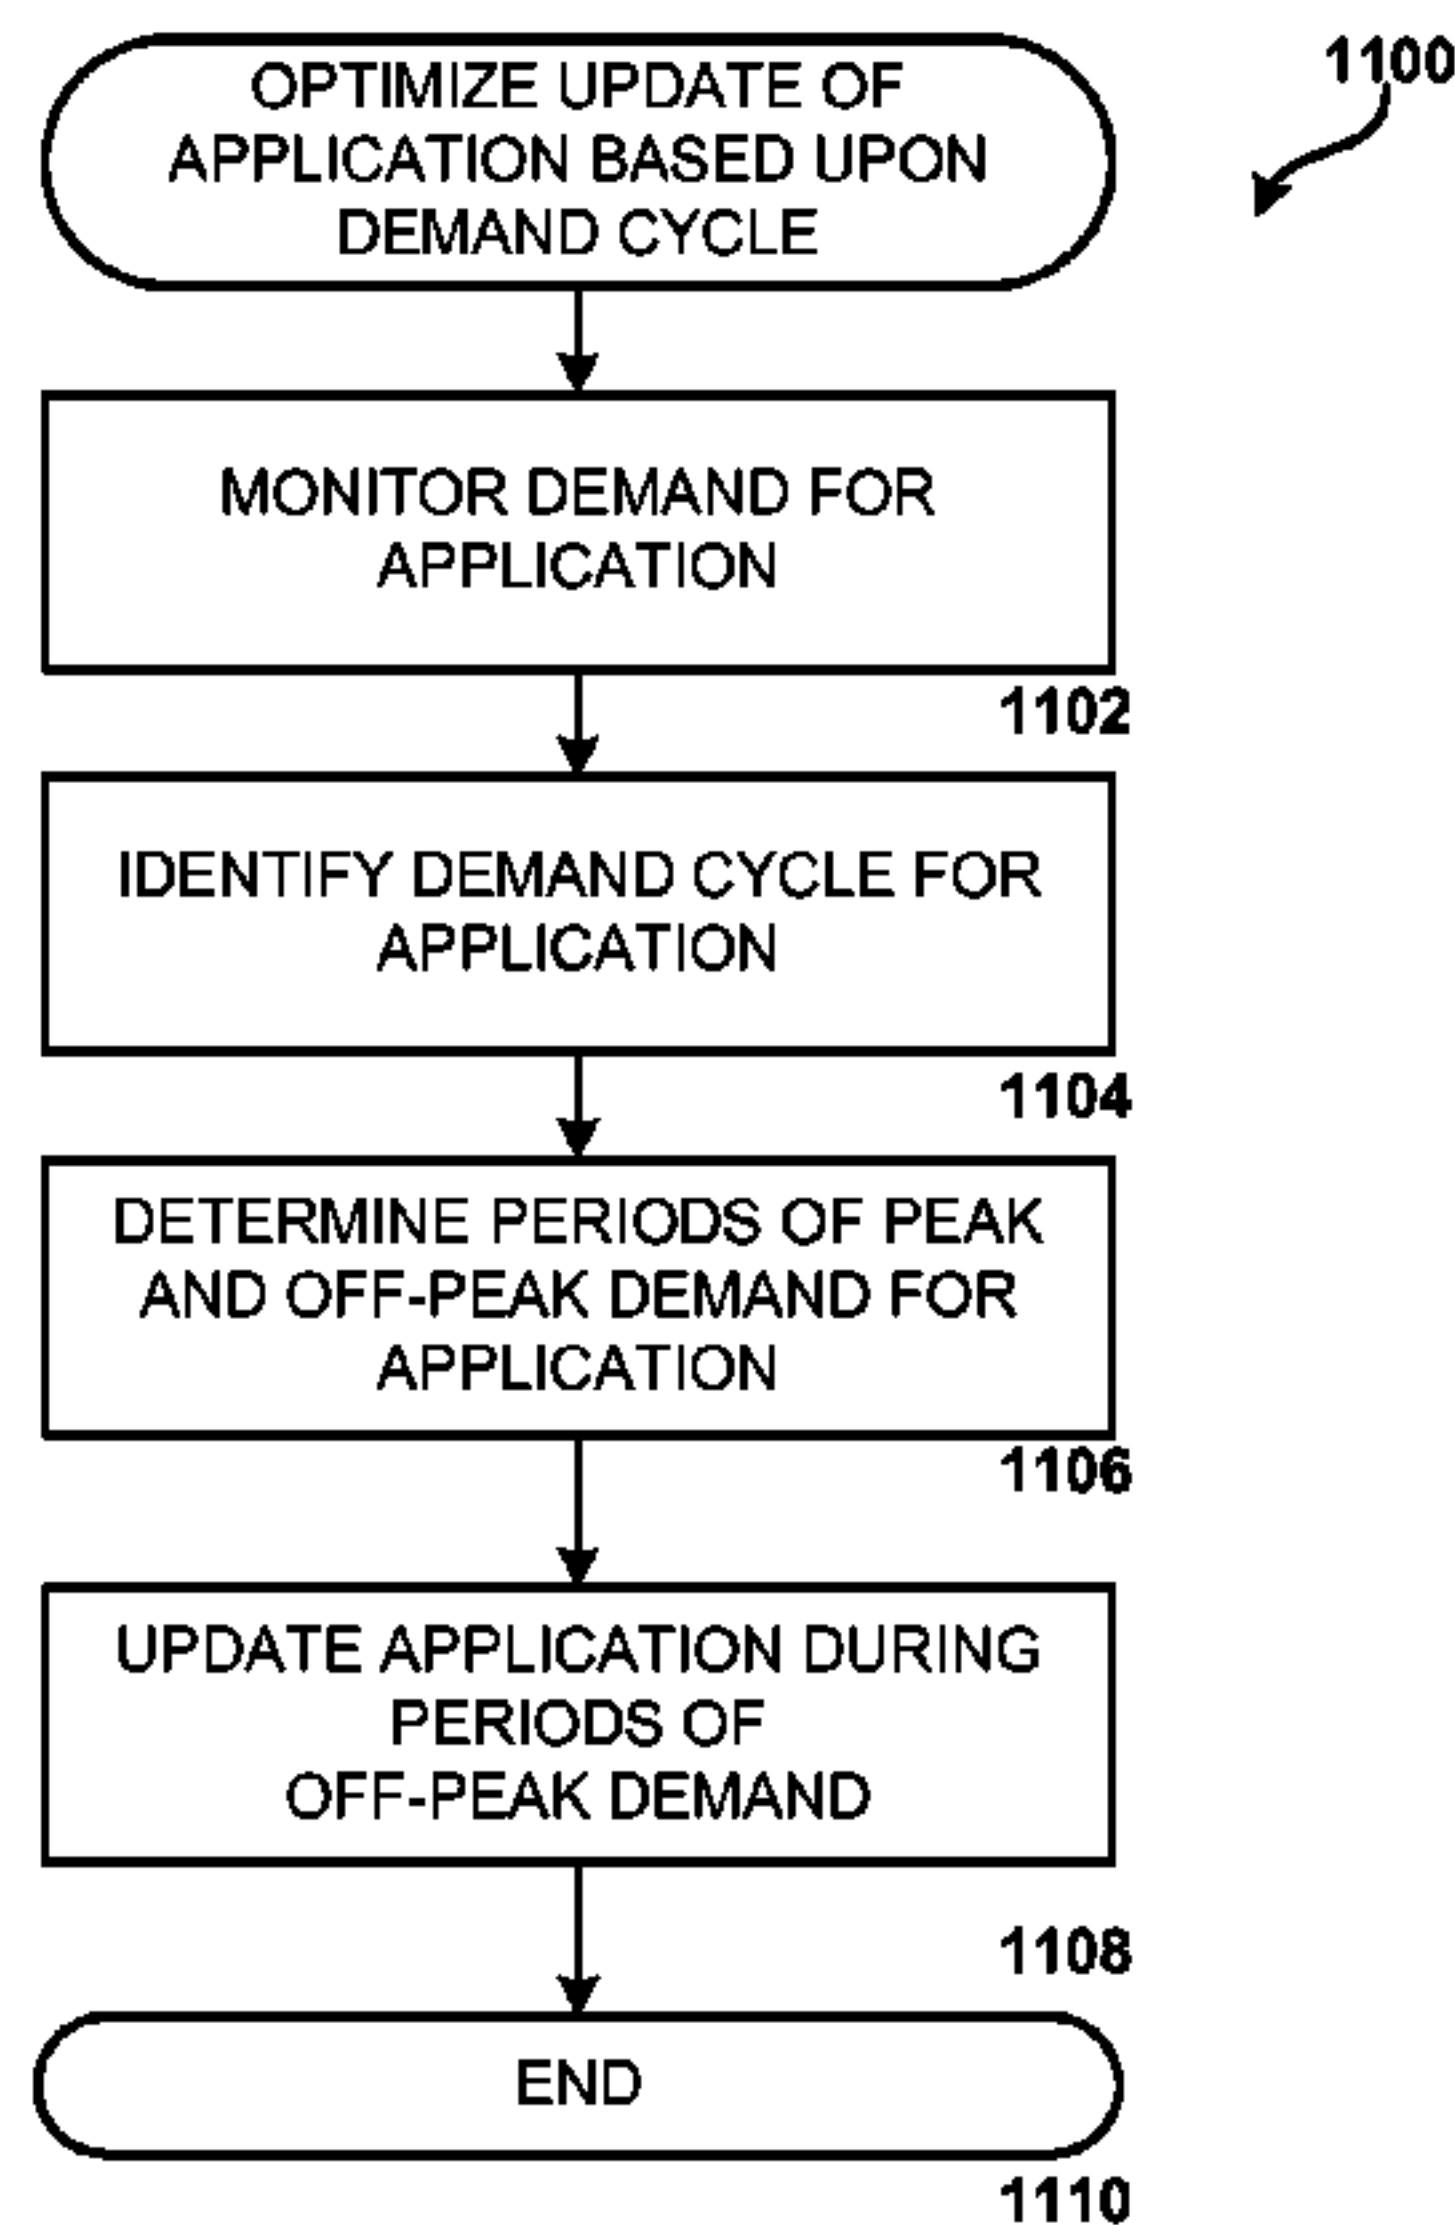 OPTIMIZE UPDATE OF
APPLICATION BASED UPON
DEMAND CYCLE
1100
MONITOR DEMAND FOR
APPLICATION
1102
IDENTIFY DEMAND CYCLE FOR
APPLICATION
1104
DETERMINE PERIODS OF PEAK
AND OFF-PEAK DEMAND FOR
APPLICATION
1106
UPDATE APPLICATION DURING
PERIODS OF
OFF-PEAK DEMAND
1108
END
1110